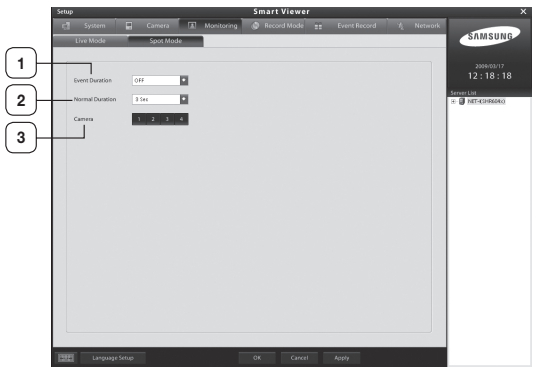 Setup Smart Viewer X
System Camera Monitoring Record Mode Event Record Network
Live Mode Spot Mode
SAMSUNG
2009/03/17
12 : 18 : 18
Server List
1 Event Duration OFF
2 Normal Duration 3 Sec
3 Camera 1 2 3 4
Language Setup OK Cancel Apply